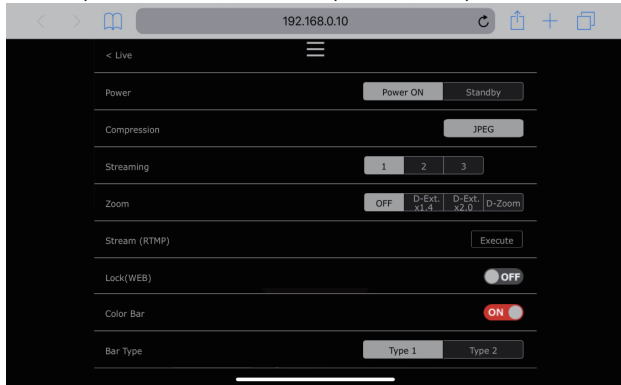 192.168.0.10
< Live
Power Power ON Standby
Compression JPEG
Streaming 1 2 3
Zoom OFF D-Ext. x1.4 D-Ext. x2.0 D-Zoom
Stream (RTMP) Execute
Lock(WEB) OFF
Color Bar ON
Bar Type Type 1 Type 2